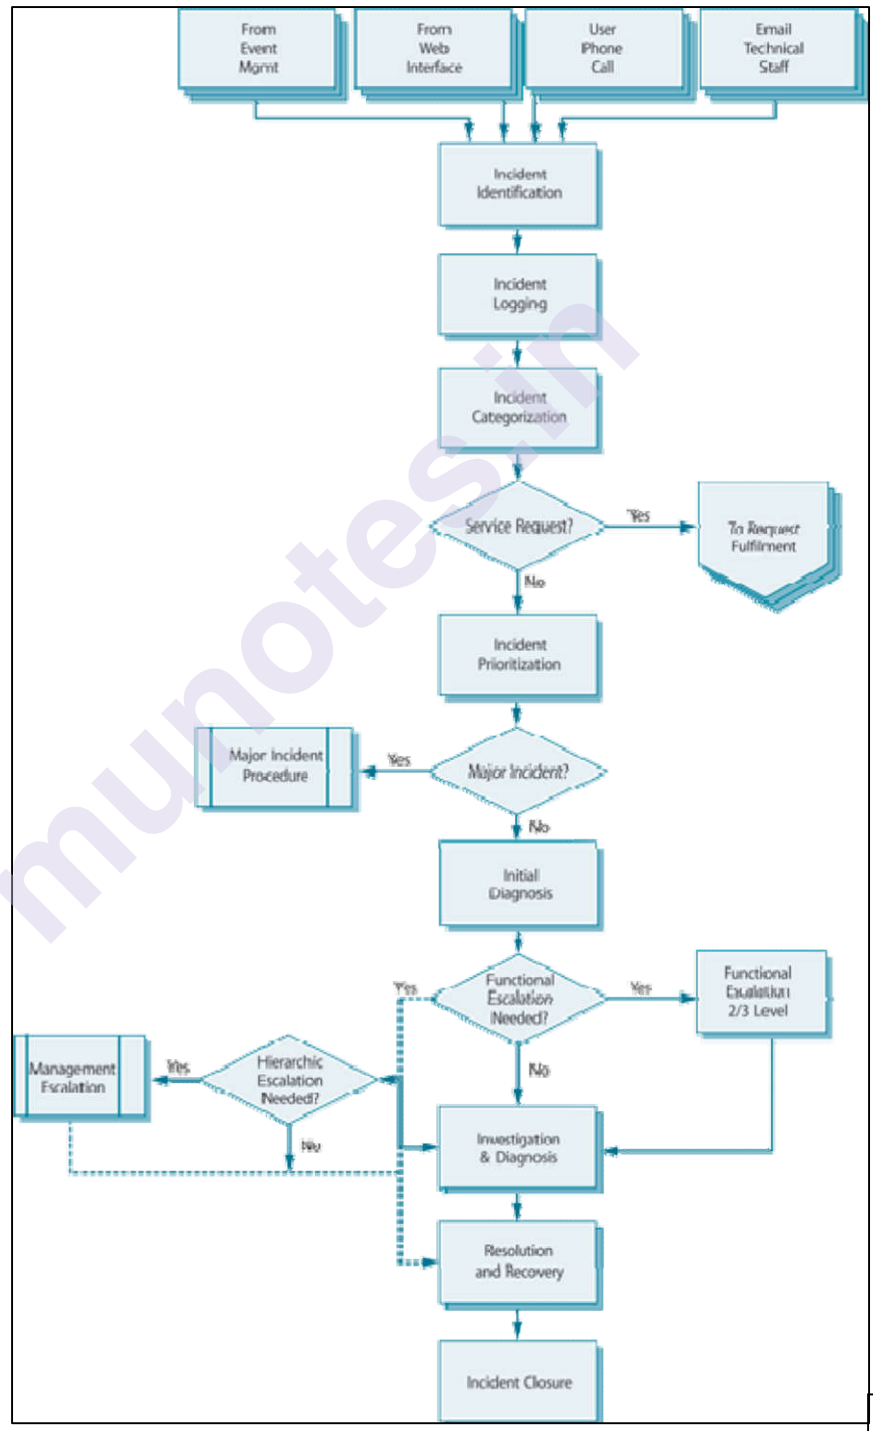 From
Event
Mgmt
From
Web
Interface
User
Phone
Call
Email
Technical
Staff
Incident
Identification
Incident
Logging
Incident
Categorization
Service Request?
Yes
To Request
Fulfilment
No
Incident
Prioritization
Major Incident
Procedure
Yes
Major Incident?
No
Initial
Diagnosis
Yes
Functional
Escalation
Needed?
Yes
Functional
Escalation
2/3 Level
Management
Escalation
Yes
Hierarchic
Escalation
Needed?
No
No
Investigation
& Diagnosis
Resolution
and Recovery
Incident Closure
munotes.in